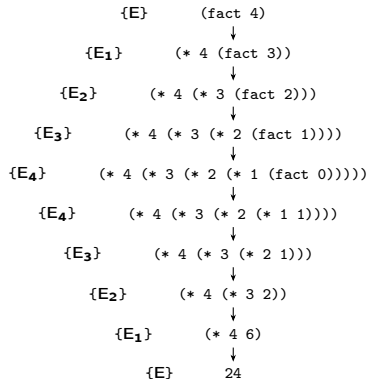 {E} (fact 4)
{E₁} (* 4 (fact 3))
{E₂} (* 4 (* 3 (fact 2)))
{E₃} (* 4 (* 3 (* 2 (fact 1))))
{E₄} (* 4 (* 3 (* 2 (* 1 (fact 0)))))
{E₄} (* 4 (* 3 (* 2 (* 1 1))))
{E₃} (* 4 (* 3 (* 2 1)))
{E₂} (* 4 (* 3 2))
{E₁} (* 4 6)
{E} 24